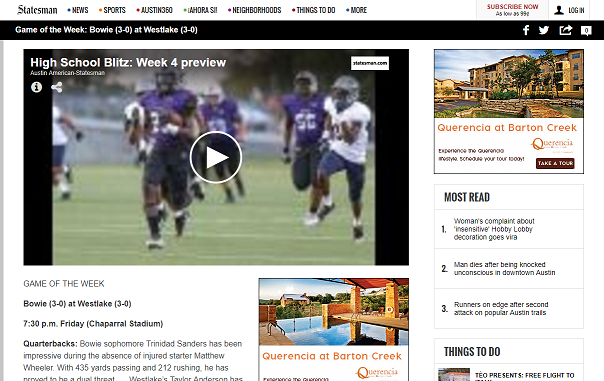 Statesman
NEWS SPORTS AUSTIN360 ¡AHORA SI! NEIGHBORHOODS THINGS TO DO MORE
SUBSCRIBE NOW
As low as 99¢
LOG IN
Game of the Week: Bowie (3-0) at Westlake (3-0)
0
High School Blitz: Week 4 preview
Austin American-Statesman
statesman.com
GAME OF THE WEEK
Bowie (3-0) at Westlake (3-0)
7:30 p.m. Friday (Chaparral Stadium)
Quarterbacks: Bowie sophomore Trinidad Sanders has been
impressive during the absence of injured starter Matthew
Wheeler. With 435 yards passing and 212 rushing, he has
proved to be a dual threat. ... Westlake's Taylor Anderson has
Querencia at Barton Creek
Experience the Querencia
Querencia
Querencia at Barton Creek
Experience the Querencia
lifestyle. Schedule your tour today!
Querencia
TAKE A TOUR
MOST READ
1. Woman's complaint about
'insensitive' Hobby Lobby
decoration goes vira
2. Man dies after being knocked
unconscious in downtown Austin
3. Runners on edge after second
attack on popular Austin trails
THINGS TO DO
TEO PRESENTS: FREE FLIGHT TO